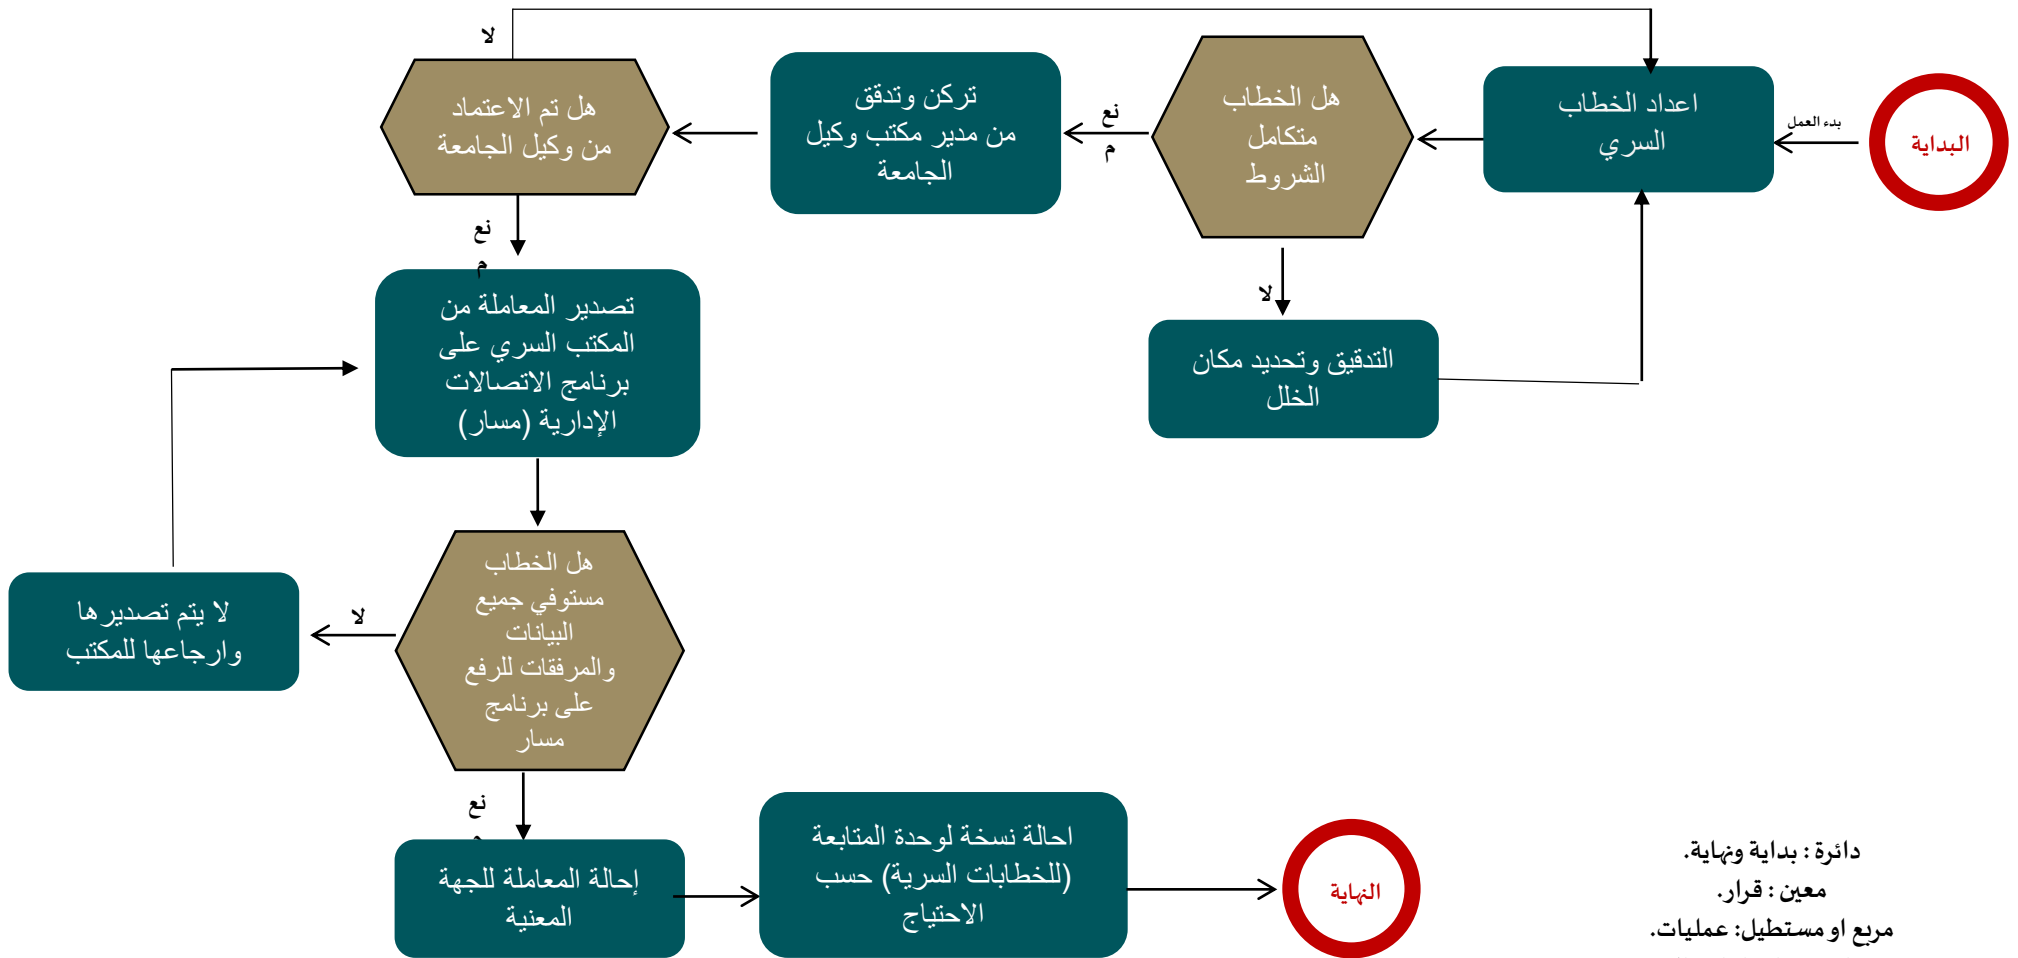 البداية
بدء العمل
اعداد الخطاب
السري
هل الخطاب
متكامل
الشروط
نع
م
لا
التدقيق وتحديد مكان
الخلل
تركن وتدقق
من مدير مكتب وكيل
الجامعة
هل تم الاعتماد
من وكيل الجامعة
لا
نع
م
تصدير المعاملة من
المكتب السري على
برنامج الاتصالات
الإدارية (مسار)
هل الخطاب
مستوفي جميع
البيانات
والمرفقات للرفع
على برنامج
مسار
لا
لا يتم تصديرها
وارجاعها للمكتب
نع
إحالة المعاملة للجهة
المعنية
احالة نسخة لوحدة المتابعة
(للخطابات السرية) حسب
الاحتياج
النهاية
دائرة : بداية ونهاية.
معين : قرار.
مربع او مستطيل: عمليات.